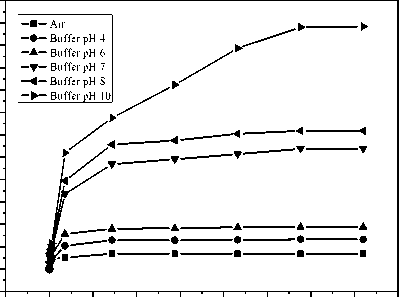 Air
Buffer pH 4
Buffer pH 6
Buffer pH 7
Buffer pH 8
Buffer pH 10